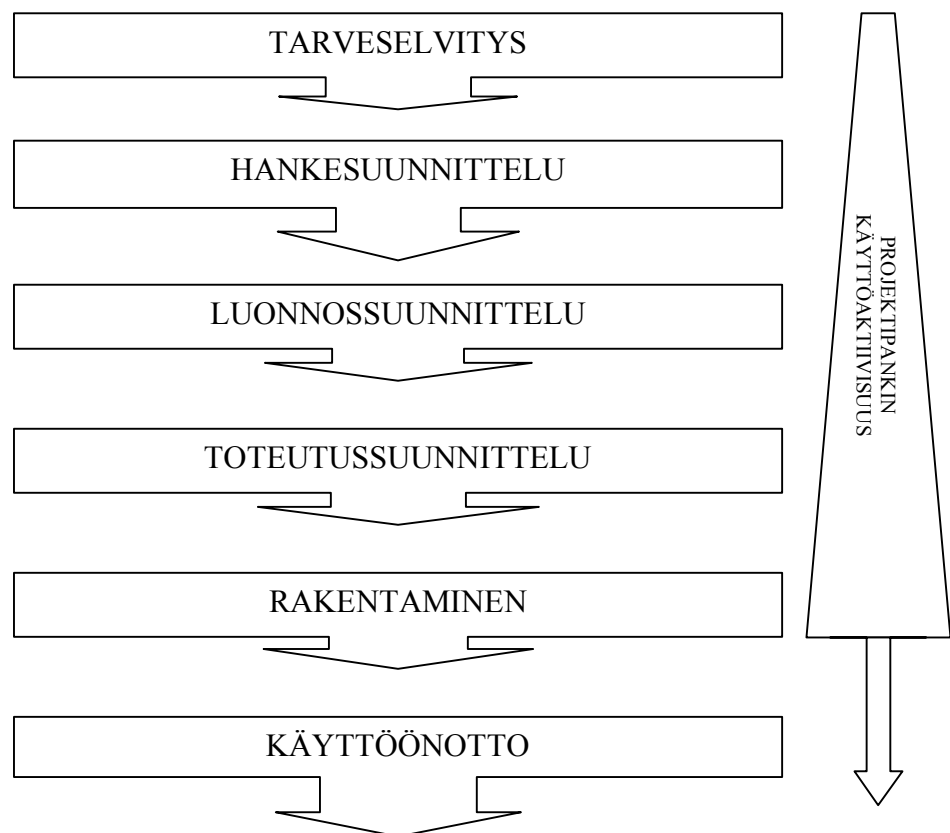 TARVESELVITYS
HANKESUUNNITTELU
LUONNOSSUUNNITTELU
TOTEUTUSSUUNNITTELU
RAKENTAMINEN
KÄYTTÖÖNOTTO
PROJEKTIPANKIN
KÄYTTÖAKTIIVISUUS